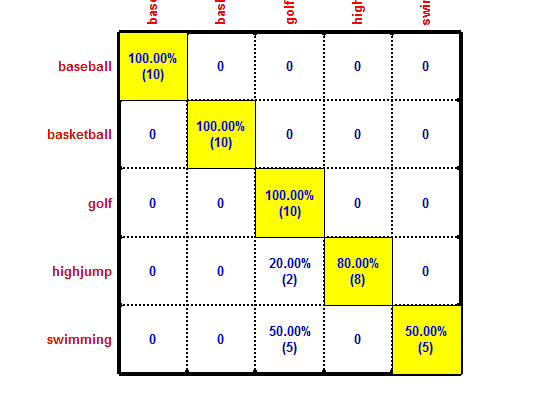 golf
baseball 100.00% 0 0 0 0
(10)
basketball 0 100.00% 0 0 0
(10)
golf 0 0 100.00% 0 0
(10)
highjump 0 0 20.00% 80.00% 0
(2) (8)
swimming 0 0 50.00% 0 50.00%
(5) (5)